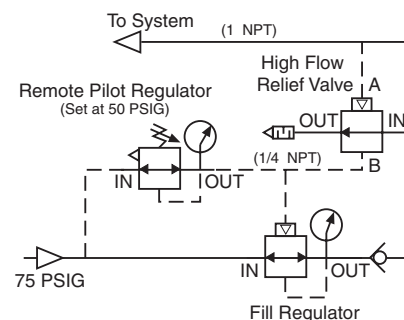 To System
(1 NPT)
High Flow
Relief Valve
A
Remote Pilot Regulator
(Set at 50 PSIG)
OUT
IN
B
(1/4 NPT)
IN
OUT
IN
OUT
75 PSIG
Fill Regulator